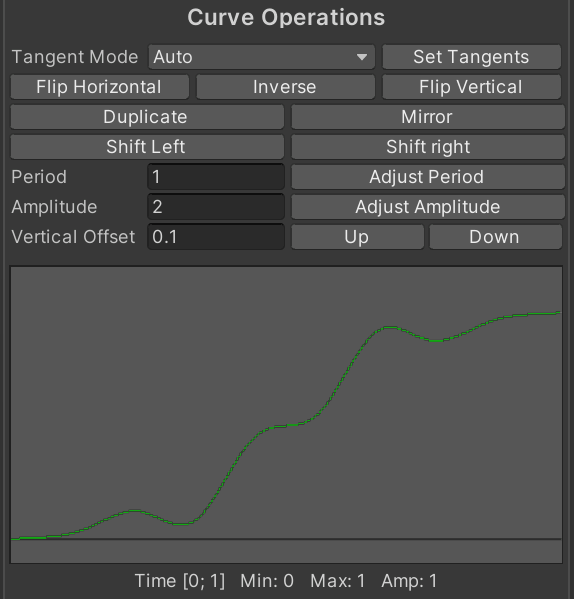 Curve Operations
Tangent Mode Auto Set Tangents
Flip Horizontal Inverse Flip Vertical
Duplicate Mirror
Shift Left Shift right
Period 1 Adjust Period
Amplitude 2 Adjust Amplitude
Vertical Offset 0.1 Up Down
Time [0; 1] Min: 0 Max: 1 Amp: 1